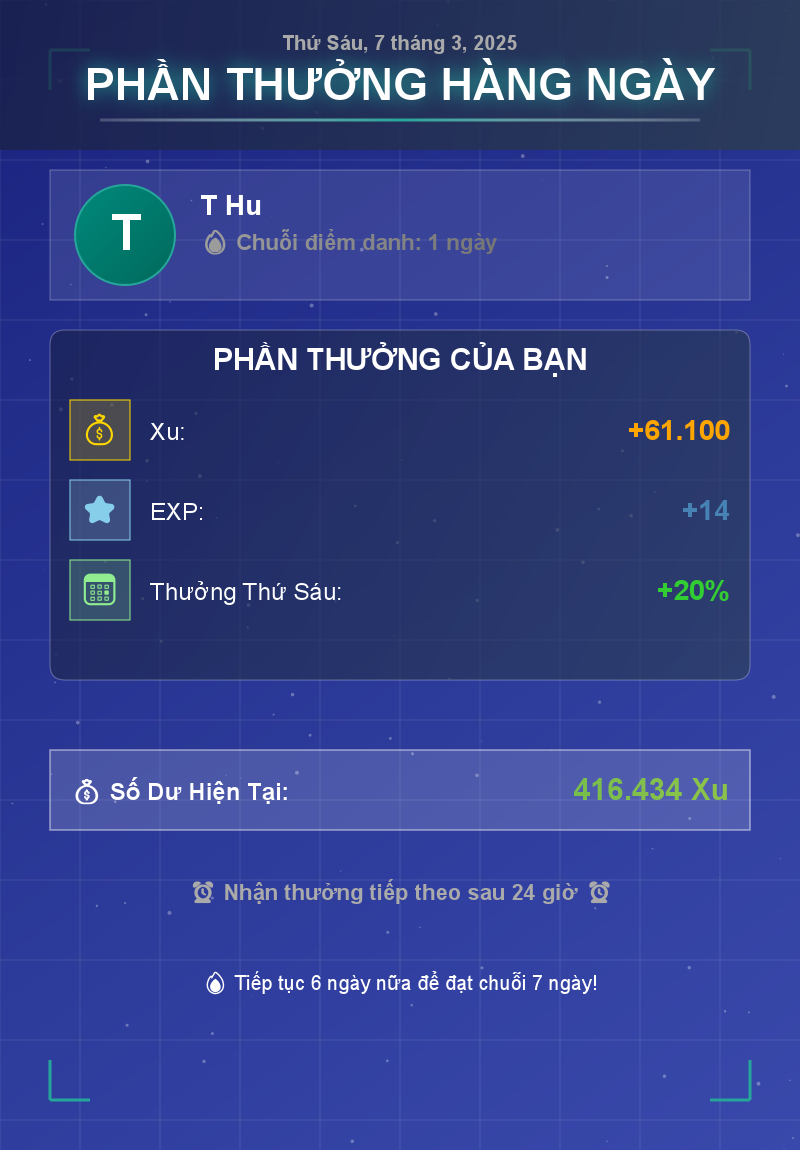 Thứ Sáu, 7 tháng 3, 2025
PHẦN THƯỞNG HÀNG NGÀY
T
T Hu
Chuỗi điểm danh: 1 ngày
PHẦN THƯỞNG CỦA BẠN
Xu: +61.100
EXP: +14
Thưởng Thứ Sáu: +20%
Số Dư Hiện Tại: 416.434 Xu
Nhận thưởng tiếp theo sau 24 giờ
Tiếp tục 6 ngày nữa để đạt chuỗi 7 ngày!